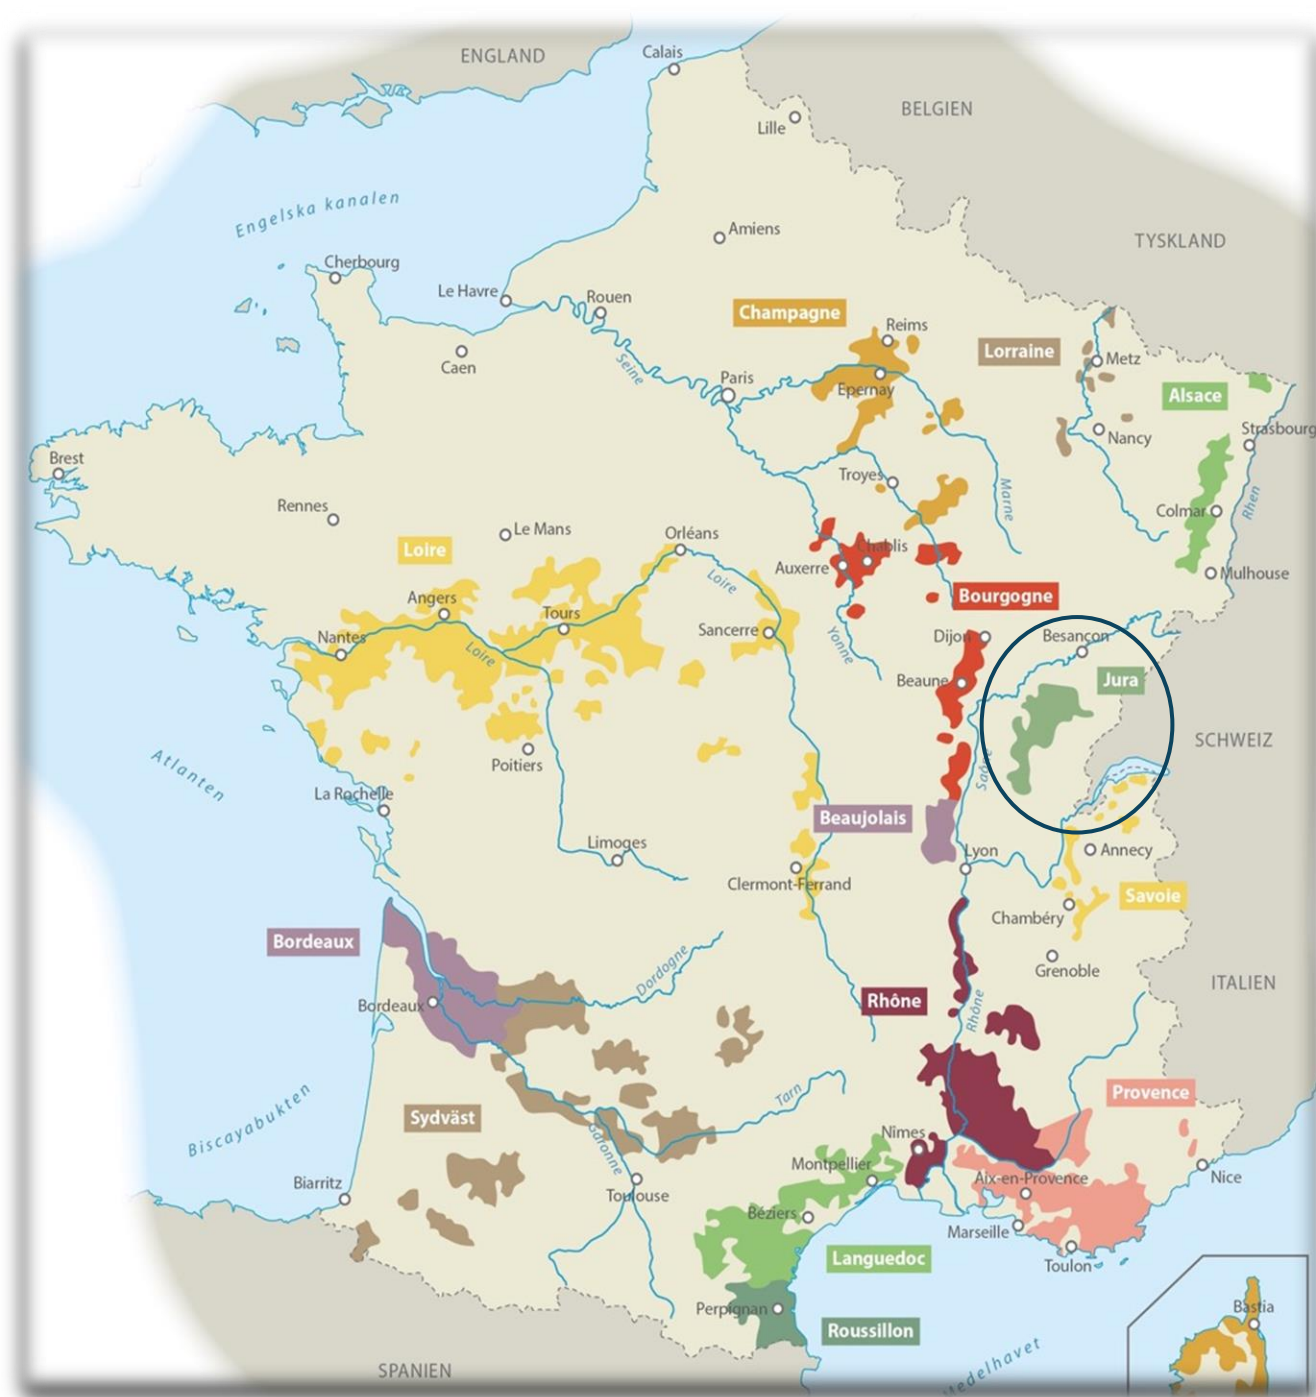 ENGLAND
Calais
BELGIEN
Lille
Engelska kanalen
Amiens
TYSKLAND
Cherbourg
Le Havre
Rouen
Champagne
Reims
Lorraine
Metz
Caen
Seine
Paris
Epernay
Alsace
Strasbourg
Nancy
Brest
Troyes
Marne
Rhen
Rennes
Le Mans
Colmar
Orléans
Loire
Chablis
Auxerre
Mulhouse
Loire
Bourgogne
Angers
Tours
Sancerre
Yonne
Dijon
Besançon
Nantes
Loire
Beaune
Jura
SCHWEIZ
Poitiers
Saône
Atlanten
La Rochelle
Beaujolais
Limoges
Lyon
Annecy
Clermont-Ferrand
Savoie
Chambéry
Bordeaux
Grenoble
Dordogne
ITALIEN
Bordeaux
Rhône
Rhône
Provence
Tarn
Sydväst
Biscayabukten
Garonne
Nîmes
Montpellier
Aix-en-Provence
Nice
Biarritz
Toulouse
Béziers
Marseille
Languedoc
Toulon
Perpignan
Roussillon
Bastia
SPANIEN
Medelhavet